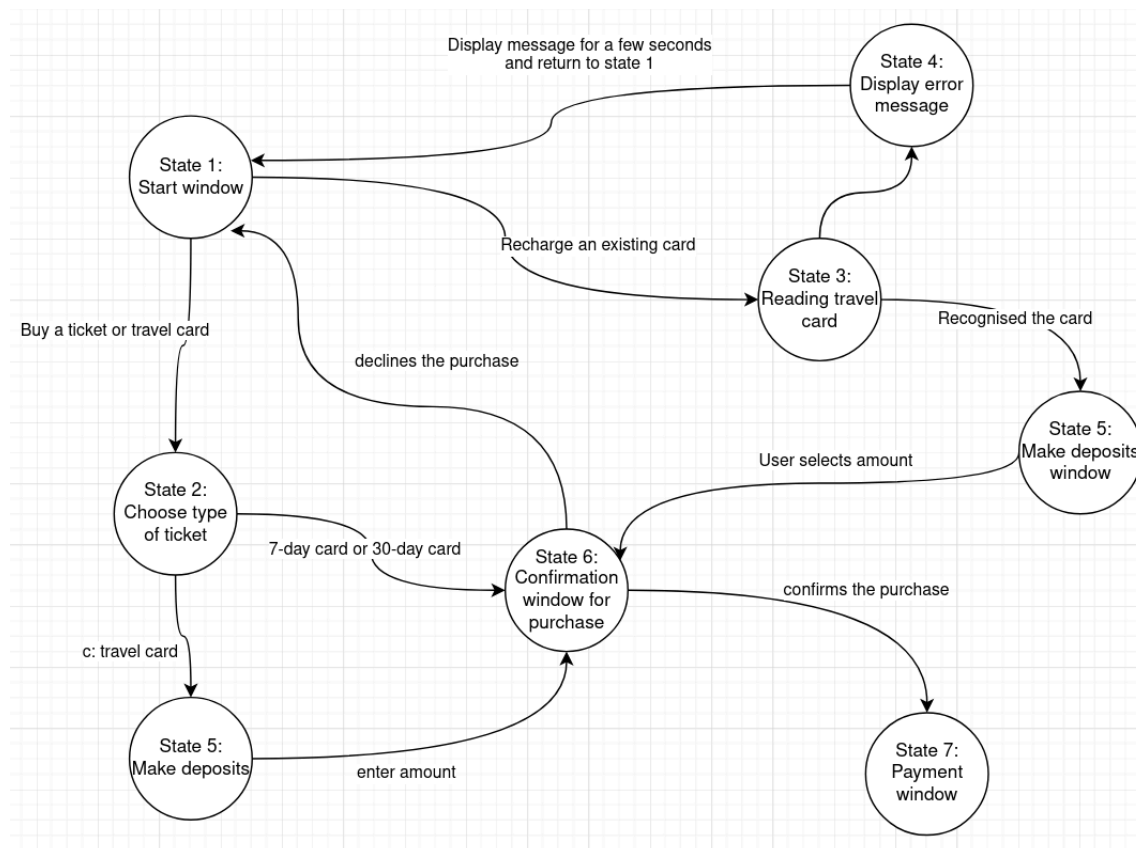 Display message for a few seconds
and return to state 1
State 4:
Display error
message
State 1:
Start window
Recharge an existing card
State 3:
Reading travel
card
Recognised the card
Buy a ticket or travel card
declines the purchase
State 5:
Make deposits
window
User selects amount
State 2:
Choose type
of ticket
7-day card or 30-day card
State 6:
Confirmation
window for
purchase
confirms the purchase
c: travel card
State 5:
Make deposits
enter amount
State 7:
Payment
window